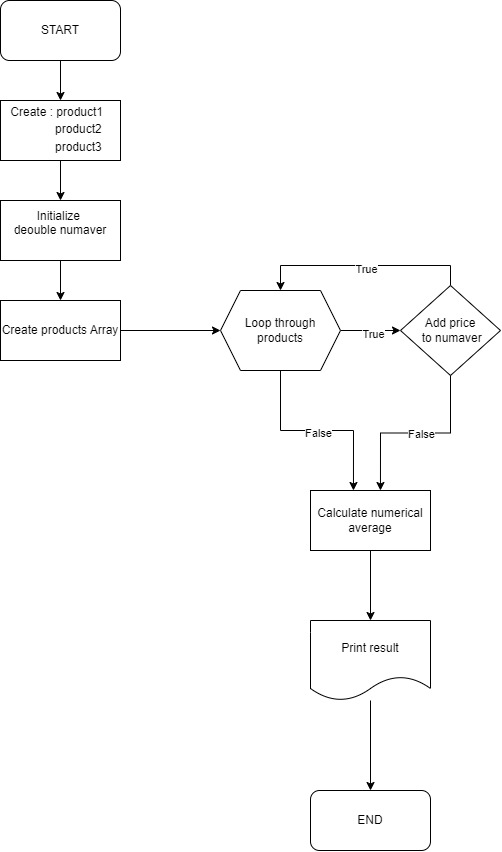 START
Create : product1
product2
product3
Initialize
deouble numaver
Create products Array
Loop through
products
True
True
Add price
to numaver
False
False
Calculate numerical
average
Print result
END